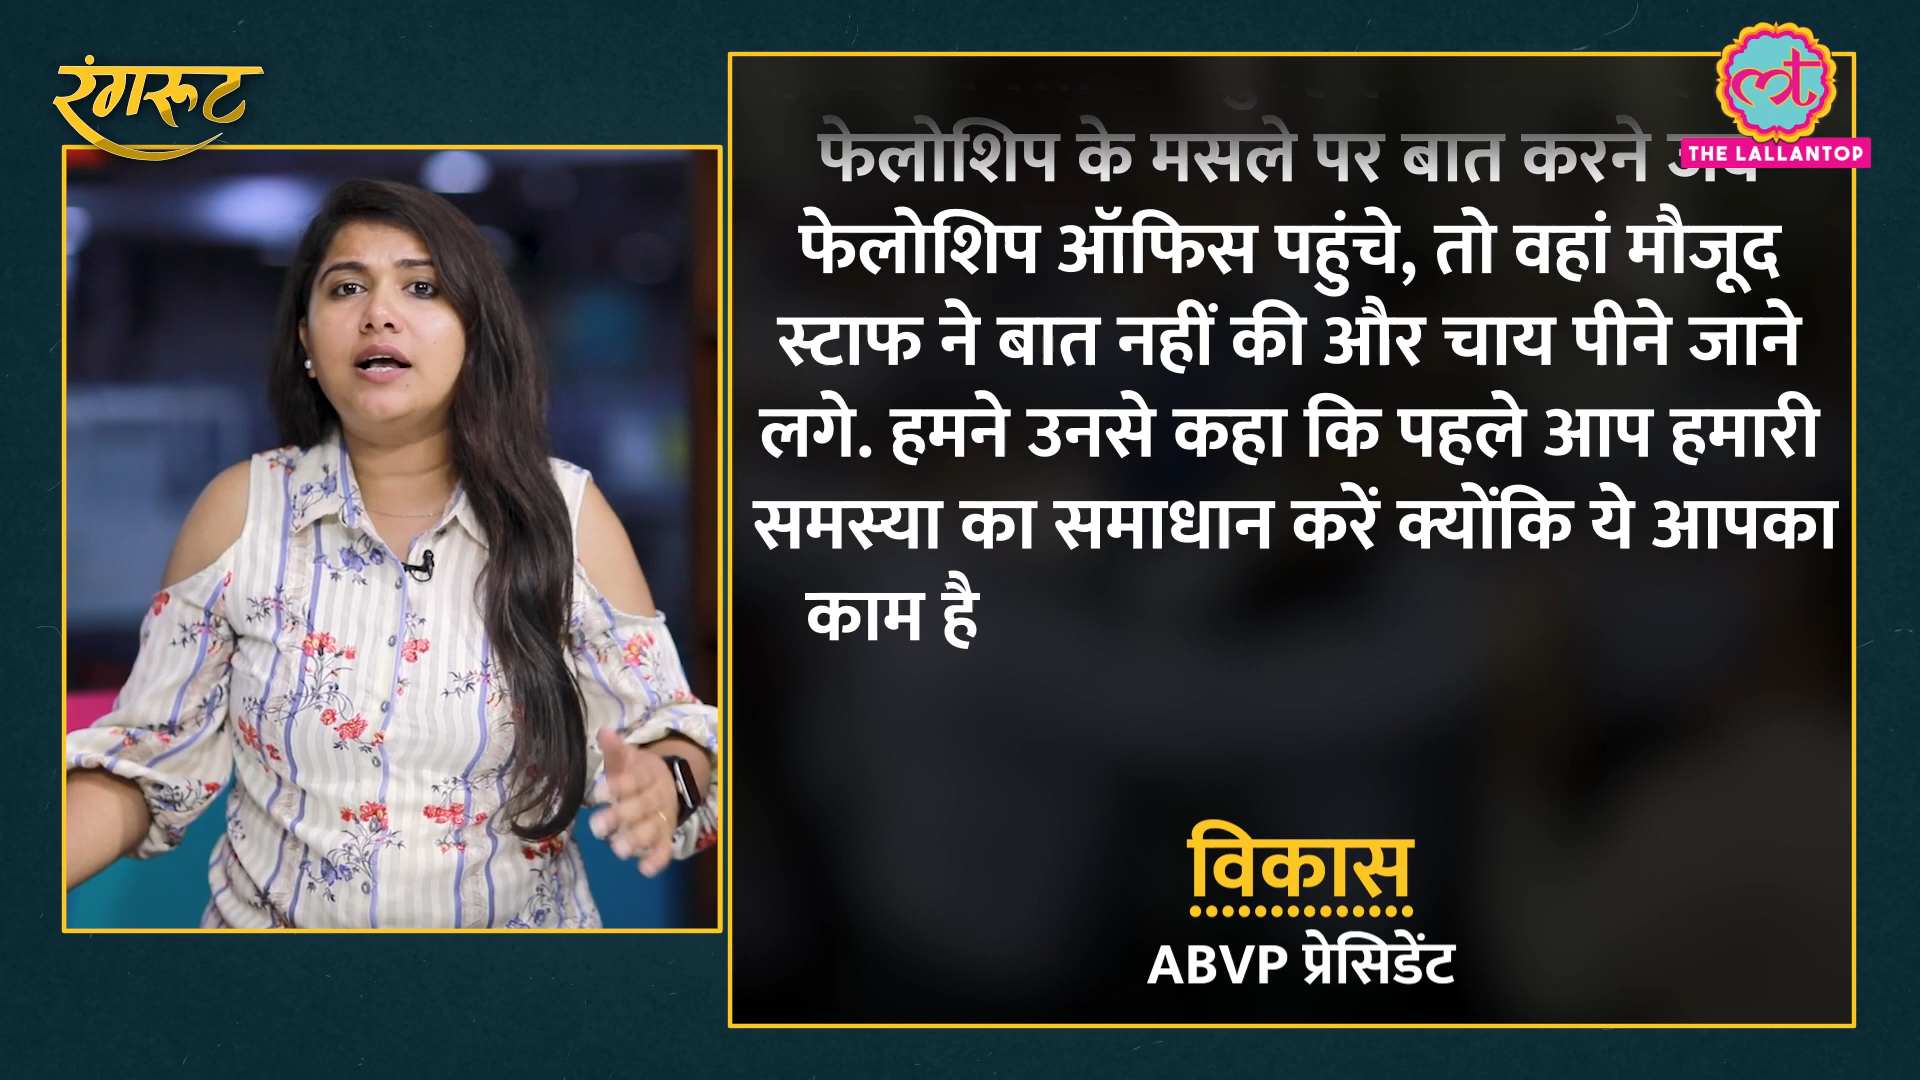 रंगरूट
THE LALLANTOP
फेलोशिप के मसले पर बात करने जब
फेलोशिप ऑफिस पहुंचे, तो वहां मौजूद
स्टाफ ने बात नहीं की और चाय पीने जाने
लगे. हमने उनसे कहा कि पहले आप हमारी
समस्या का समाधान करें क्योंकि ये आपका
काम है
विकास
ABVP प्रेसिडेंट